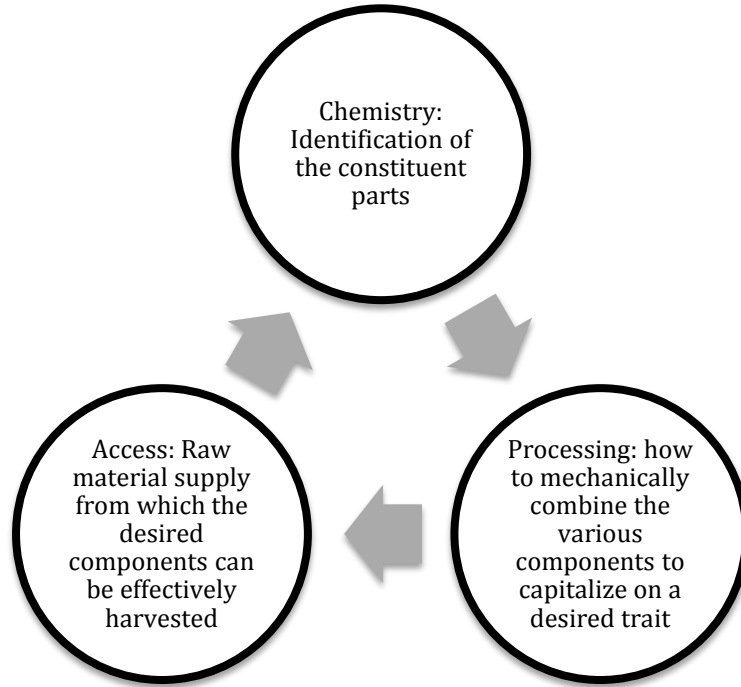 Chemistry:
Identification of
the constituent
parts
Access: Raw
material supply
from which the
desired
components can
be effectively
harvested
Processing: how
to mechanically
combine the
various
components to
capitalize on a
desired trait